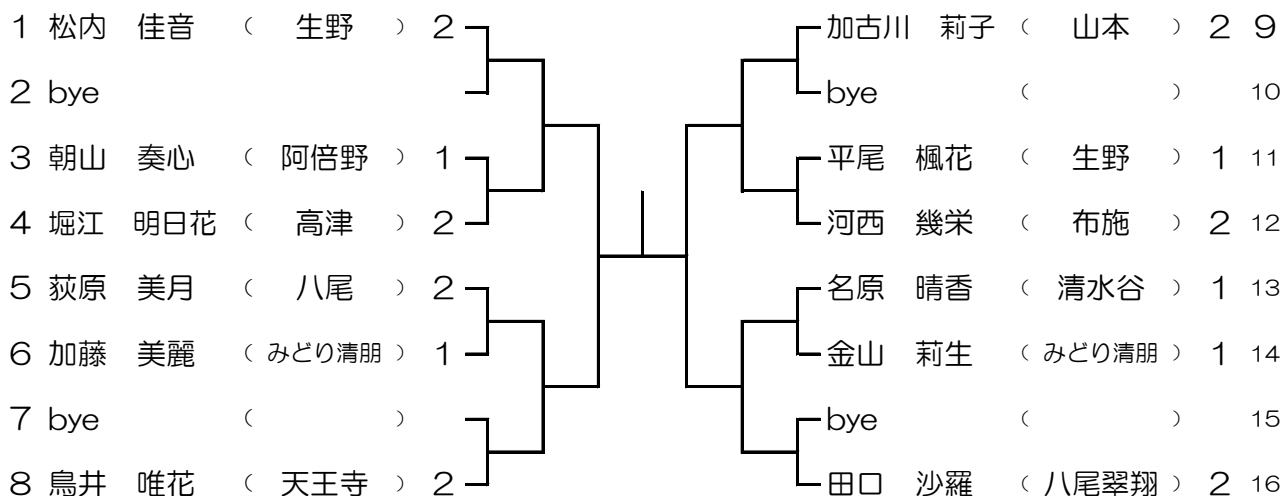 1 松内 佳音 （ 生野 ） 2
2 bye
3 朝山 奏心 （ 阿倍野 ） 1
4 堀江 明日花 （ 高津 ） 2
5 荻原 美月 （ 八尾 ） 2
6 加藤 美麗 （ みどり清朋 ） 1
7 bye （ ）
8 鳥井 唯花 （ 天王寺 ） 2
加古川 莉子 （ 山本 ） 2 9
bye （ ） 10
平尾 楓花 （ 生野 ） 1 11
河西 幾栄 （ 布施 ） 2 12
名原 晴香 （ 清水谷 ） 1 13
金山 莉生 （ みどり清朋 ） 1 14
bye （ ） 15
田口 沙羅 （ 八尾翠翔 ） 2 16